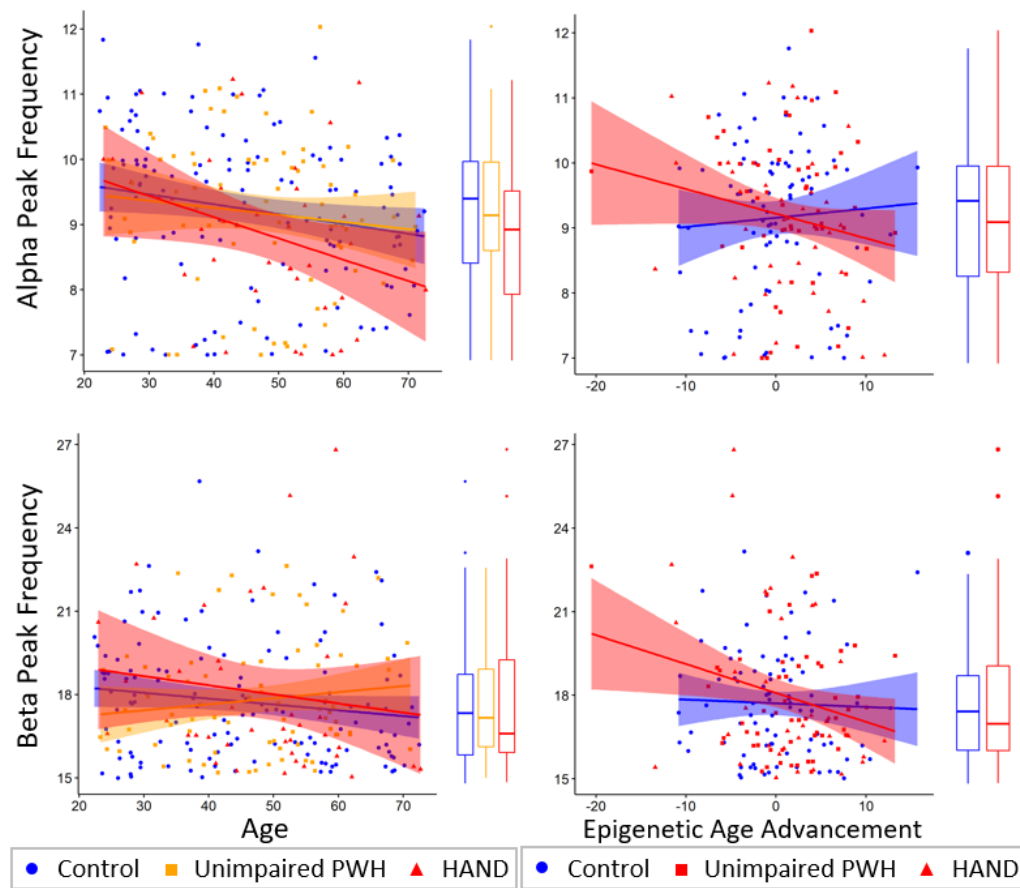 Alpha Peak Frequency
12
11
10
9
8
7
20 30 40 50 60 70
12
11
10
9
8
7
-20 -10 0 10
Beta Peak Frequency
27
24
21
18
15
20 30 40 50 60 70
Age
27
24
21
18
15
-20 -10 0 10
Epigenetic Age Advancement
Control Unimpaired PWH HAND
Control Unimpaired PWH HAND